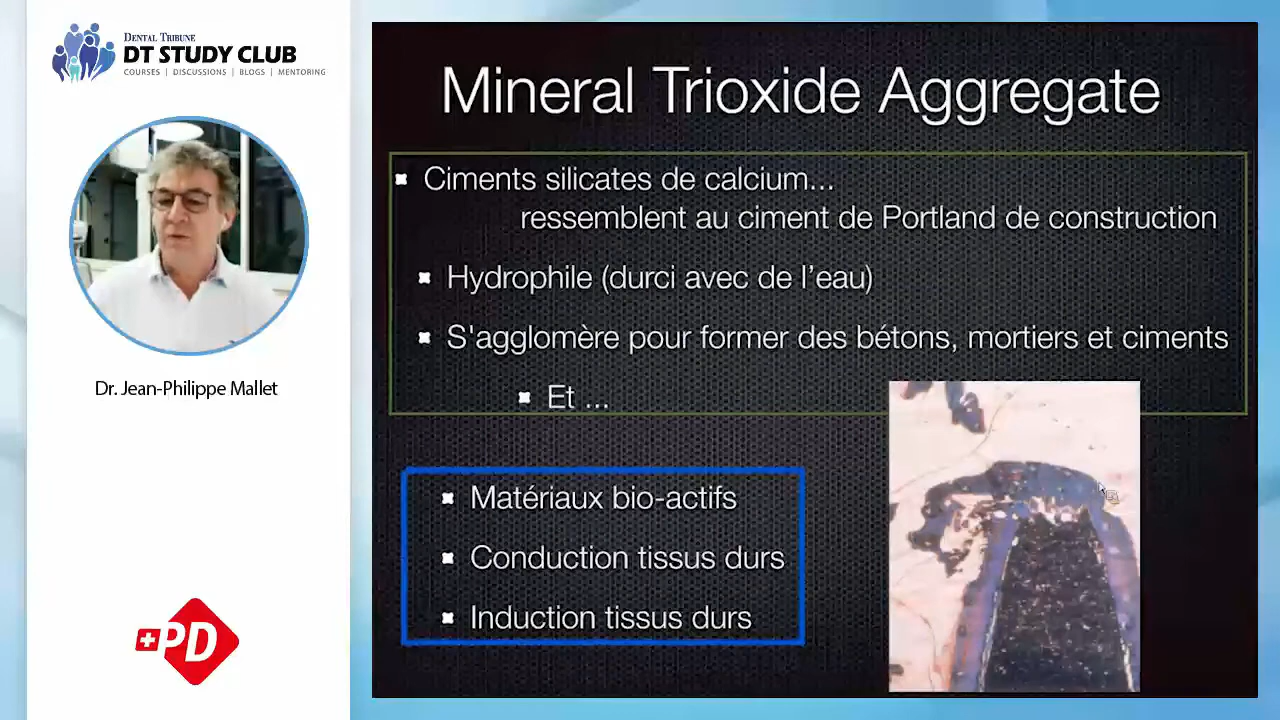 DENTAL TRIBUNE
DT STUDY CLUB
COURSES | DISCUSSIONS | BLOGS | MENTORING
Dr. Jean-Philippe Mallet
+PD
Mineral Trioxide Aggregate
Ciments silicates de calcium...
ressemblent au ciment de Portland de construction
Hydrophile (durci avec de l’eau)
S'agglomère pour former des bétons, mortiers et ciments
Et ...
Matériaux bio-actifs
Conduction tissus durs
Induction tissus durs